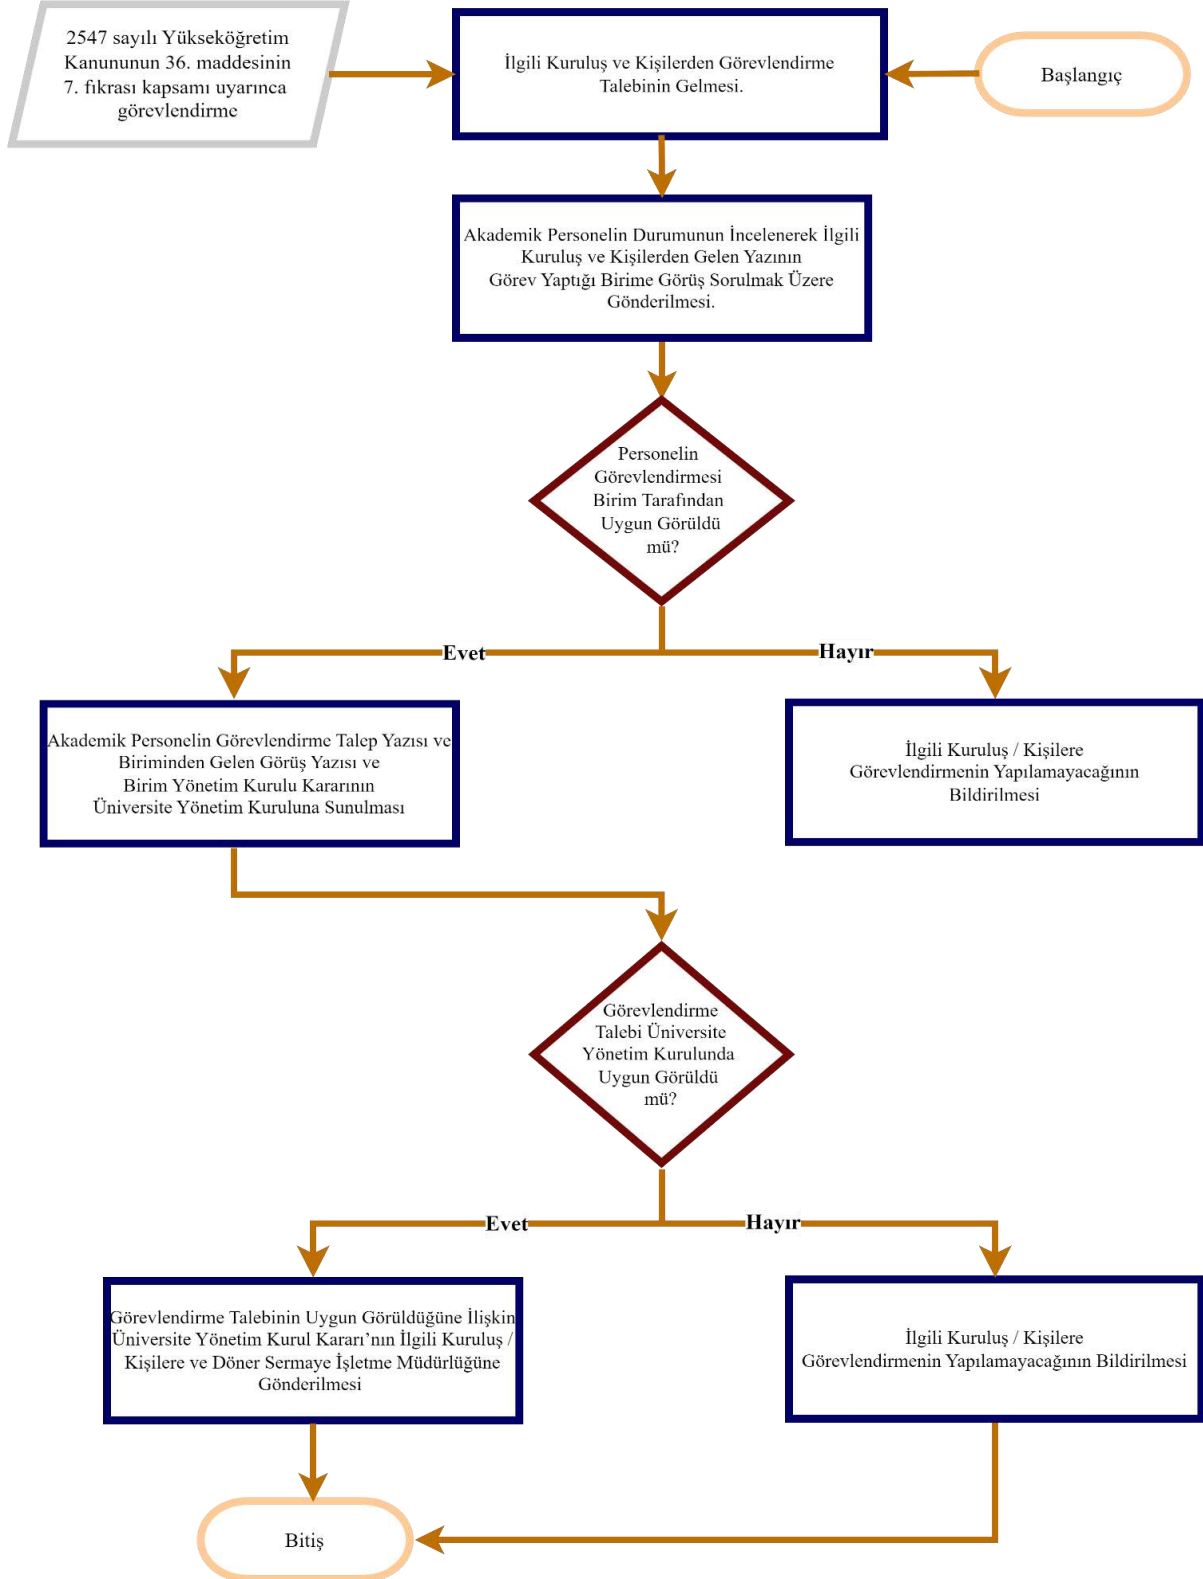 2547 sayılı Yükseköğretim
Kanununun 36. maddesinin
7. fıkrası kapsamı uyarınca
görevlendirme
İlgili Kuruluş ve Kişilerden Görevlendirme
Talebinin Gelmesi.
Başlangıç
Akademik Personelin Durumunun İncelenerek İlgili
Kuruluş ve Kişilerden Gelen Yazının
Görev Yaptığı Birime Görüş Sorulmak Üzere
Gönderilmesi.
Personelin
Görevlendirmesi
Birim Tarafından
Uygun Görüldü
mü?
Evet
Hayır
Akademik Personelin Görevlendirme Talep Yazısı ve
Biriminden Gelen Görüş Yazısı ve
Birim Yönetim Kurulu Kararının
Üniversite Yönetim Kuruluna Sunulması
İlgili Kuruluş / Kişilere
Görevlendirmenin Yapılamayacağının
Bildirilmesi
Görevlendirme
Talebi Üniversite
Yönetim Kurulunda
Uygun Görüldü
mü?
Evet
Hayır
Görevlendirme Talebinin Uygun Görüldüğüne İlişkin
Üniversite Yönetim Kurul Kararı’nın İlgili Kuruluş /
Kişilere ve Döner Sermaye İşletme Müdürlüğüne
Gönderilmesi
İlgili Kuruluş / Kişilere
Görevlendirmenin Yapılamayacağının Bildirilmesi
Bitiş